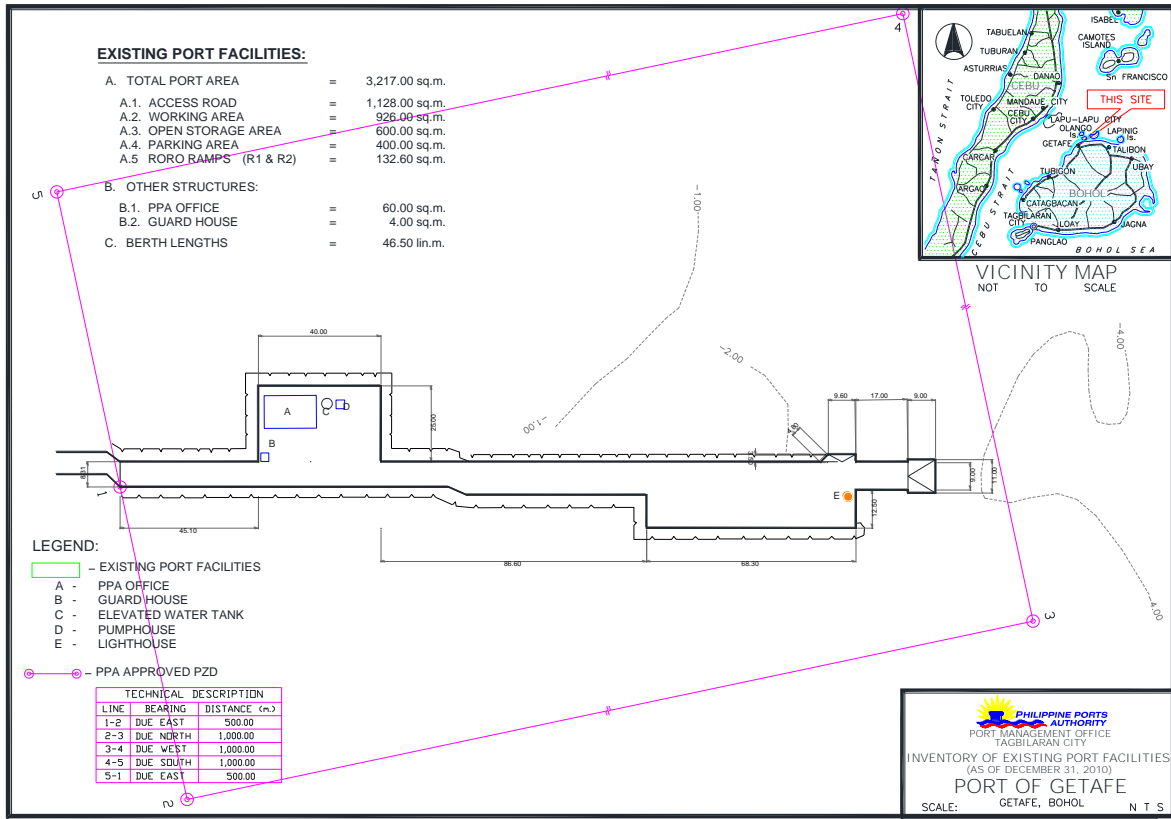 EXISTING PORT FACILITIES:
A. TOTAL PORT AREA = 3,217.00 sq.m.
A.1. ACCESS ROAD = 1,128.00 sq.m.
A.2. WORKING AREA = 926.00 sq.m.
A.3. OPEN STORAGE AREA = 600.00 sq.m.
A.4. PARKING AREA = 400.00 sq.m.
A.5 RORO RAMPS (R1 & R2) = 132.60 sq.m.
B. OTHER STRUCTURES:
B.1. PPA OFFICE = 60.00 sq.m.
B.2. GUARD HOUSE = 4.00 sq.m.
C. BERTH LENGTHS = 46.50 lin.m.
4
5
1
2
3
ISABEL
TABUELAN
CAMOTES
ISLAND
TUBURAN
ASTURRIAS
Sn FRANCISCO
DANAO
CEBU
THIS SITE
TOLEDO
CITY
MANDAUE CITY
CEBU
CITY
LAPU-LAPU CITY
OLANGO
Is.
LAPINIG
Is.
GETAFE
TALIBON
CARCAR
UBAY
TUBIGON
ARGAO
BOHOL
CATAGBACAN
TAGBILARAN
CITY
LOAY
JAGNA
PANGLAO
TAÑON STRAIT
CEBU STRAIT
BOHOL SEA
VICINITY MAP
NOT TO SCALE
-1.00
-2.00
-1.00
-4.00
-4.00
40.00
25.00
A
C
D
B
E
9.60
17.00
9.00
8.31
9.00
11.00
12.50
45.10
86.60
68.30
LEGEND:
– EXISTING PORT FACILITIES
A - PPA OFFICE
B - GUARD HOUSE
C - ELEVATED WATER TANK
D - PUMPHOUSE
E - LIGHTHOUSE
– PPA APPROVED PZD
TECHNICAL DESCRIPTION
LINE BEARING DISTANCE (m.)
1-2 DUE EAST 500.00
2-3 DUE NORTH 1,000.00
3-4 DUE WEST 1,000.00
4-5 DUE SOUTH 1,000.00
5-1 DUE EAST 500.00
PHILIPPINE PORTS
AUTHORITY
PORT MANAGEMENT OFFICE
TAGBILARAN CITY
INVENTORY OF EXISTING PORT FACILITIES
(AS OF DECEMBER 31, 2010)
PORT OF GETAFE
GETAFE, BOHOL
SCALE: N T S